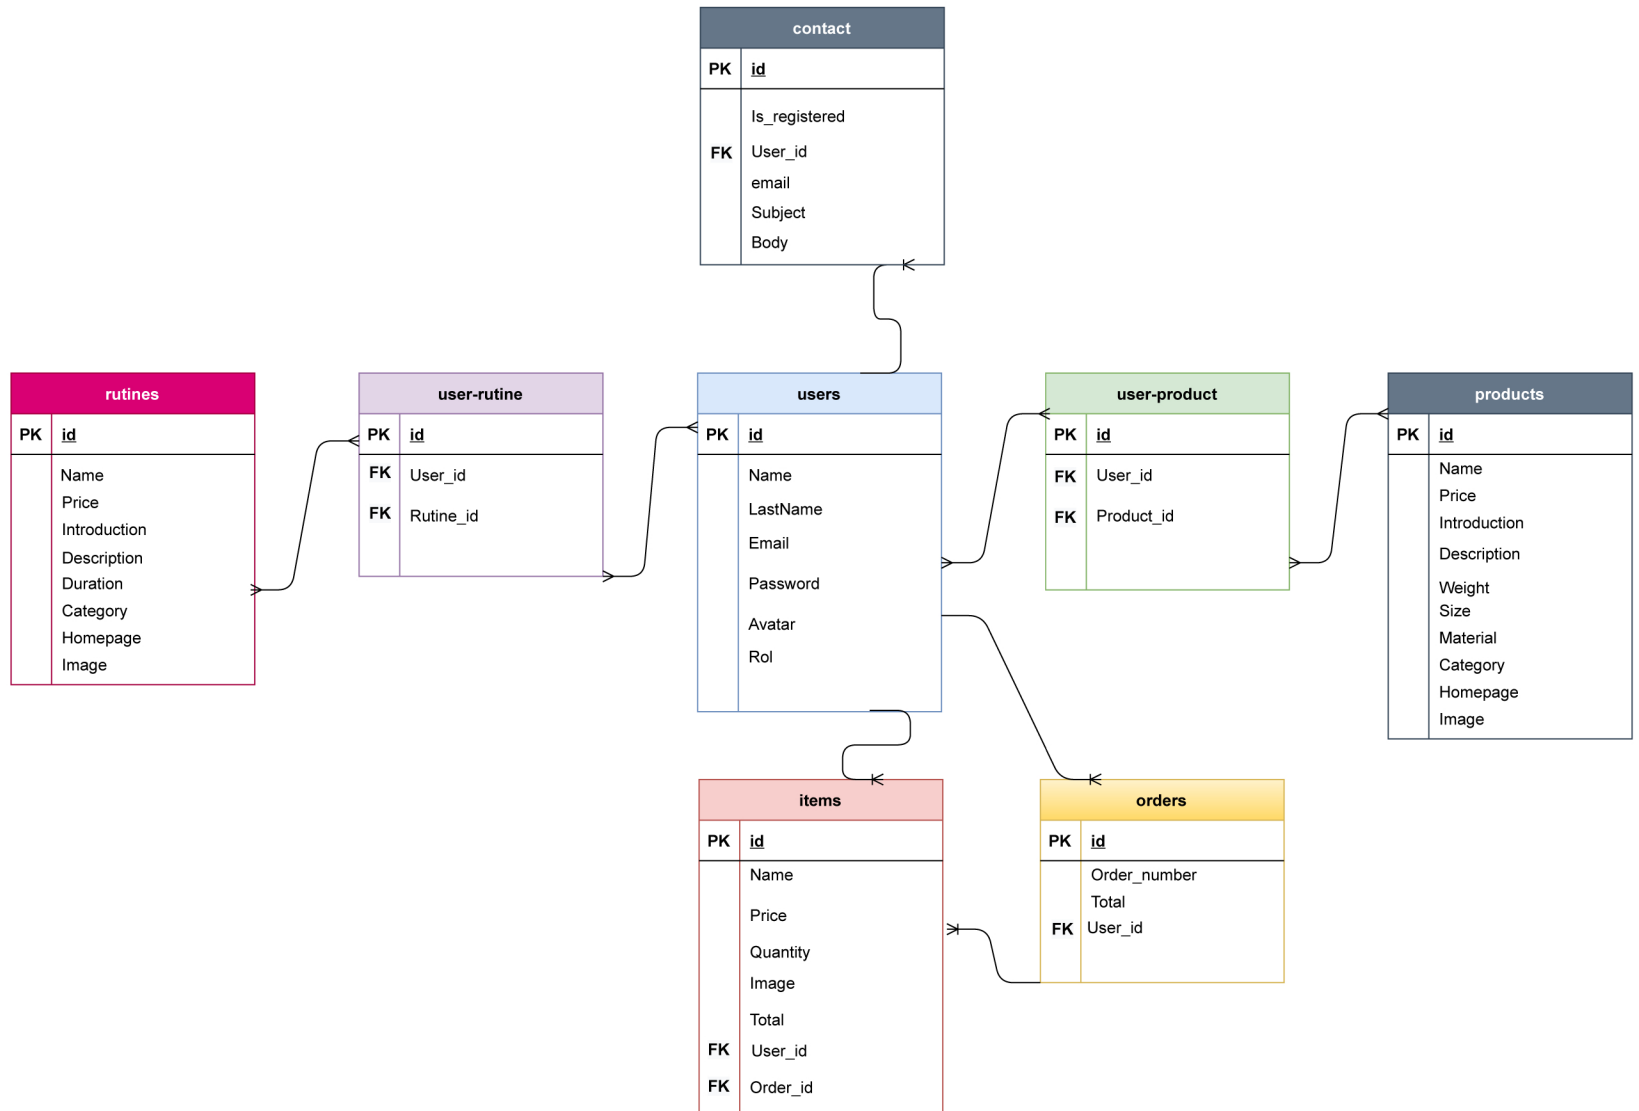 contact
PK id
Is_registered
FK User_id
email
Subject
Body
rutines
PK id
Name
Price
Introduction
Description
Duration
Category
Homepage
Image
user-rutine
PK id
FK User_id
FK Rutine_id
users
PK id
Name
LastName
Email
Password
Avatar
Rol
user-product
PK id
FK User_id
FK Product_id
products
PK id
Name
Price
Introduction
Description
Weight
Size
Material
Category
Homepage
Image
items
PK id
Name
Price
Quantity
Image
Total
FK User_id
FK Order_id
orders
PK id
Order_number
Total
FK User_id